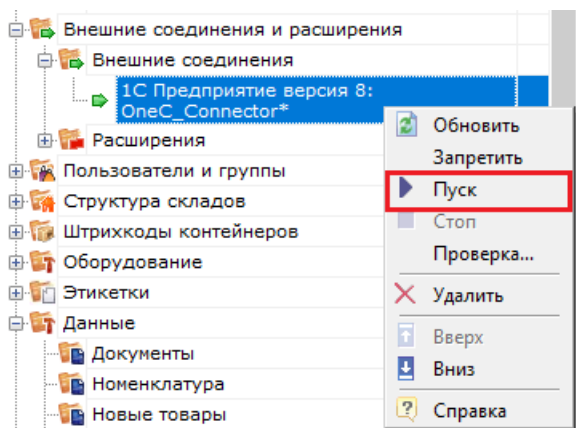 Внешние соединения и расширения
Внешние соединения
1С Предприятие версия 8:
OneC_Connector*
Расширения
Пользователи и группы
Структура складов
Штрихкоды контейнеров
Оборудование
Этикетки
Данные
Документы
Номенклатура
Новые товары
Обновить
Запретить
Пуск
Стоп
Проверка...
Удалить
Вверх
Вниз
Справка